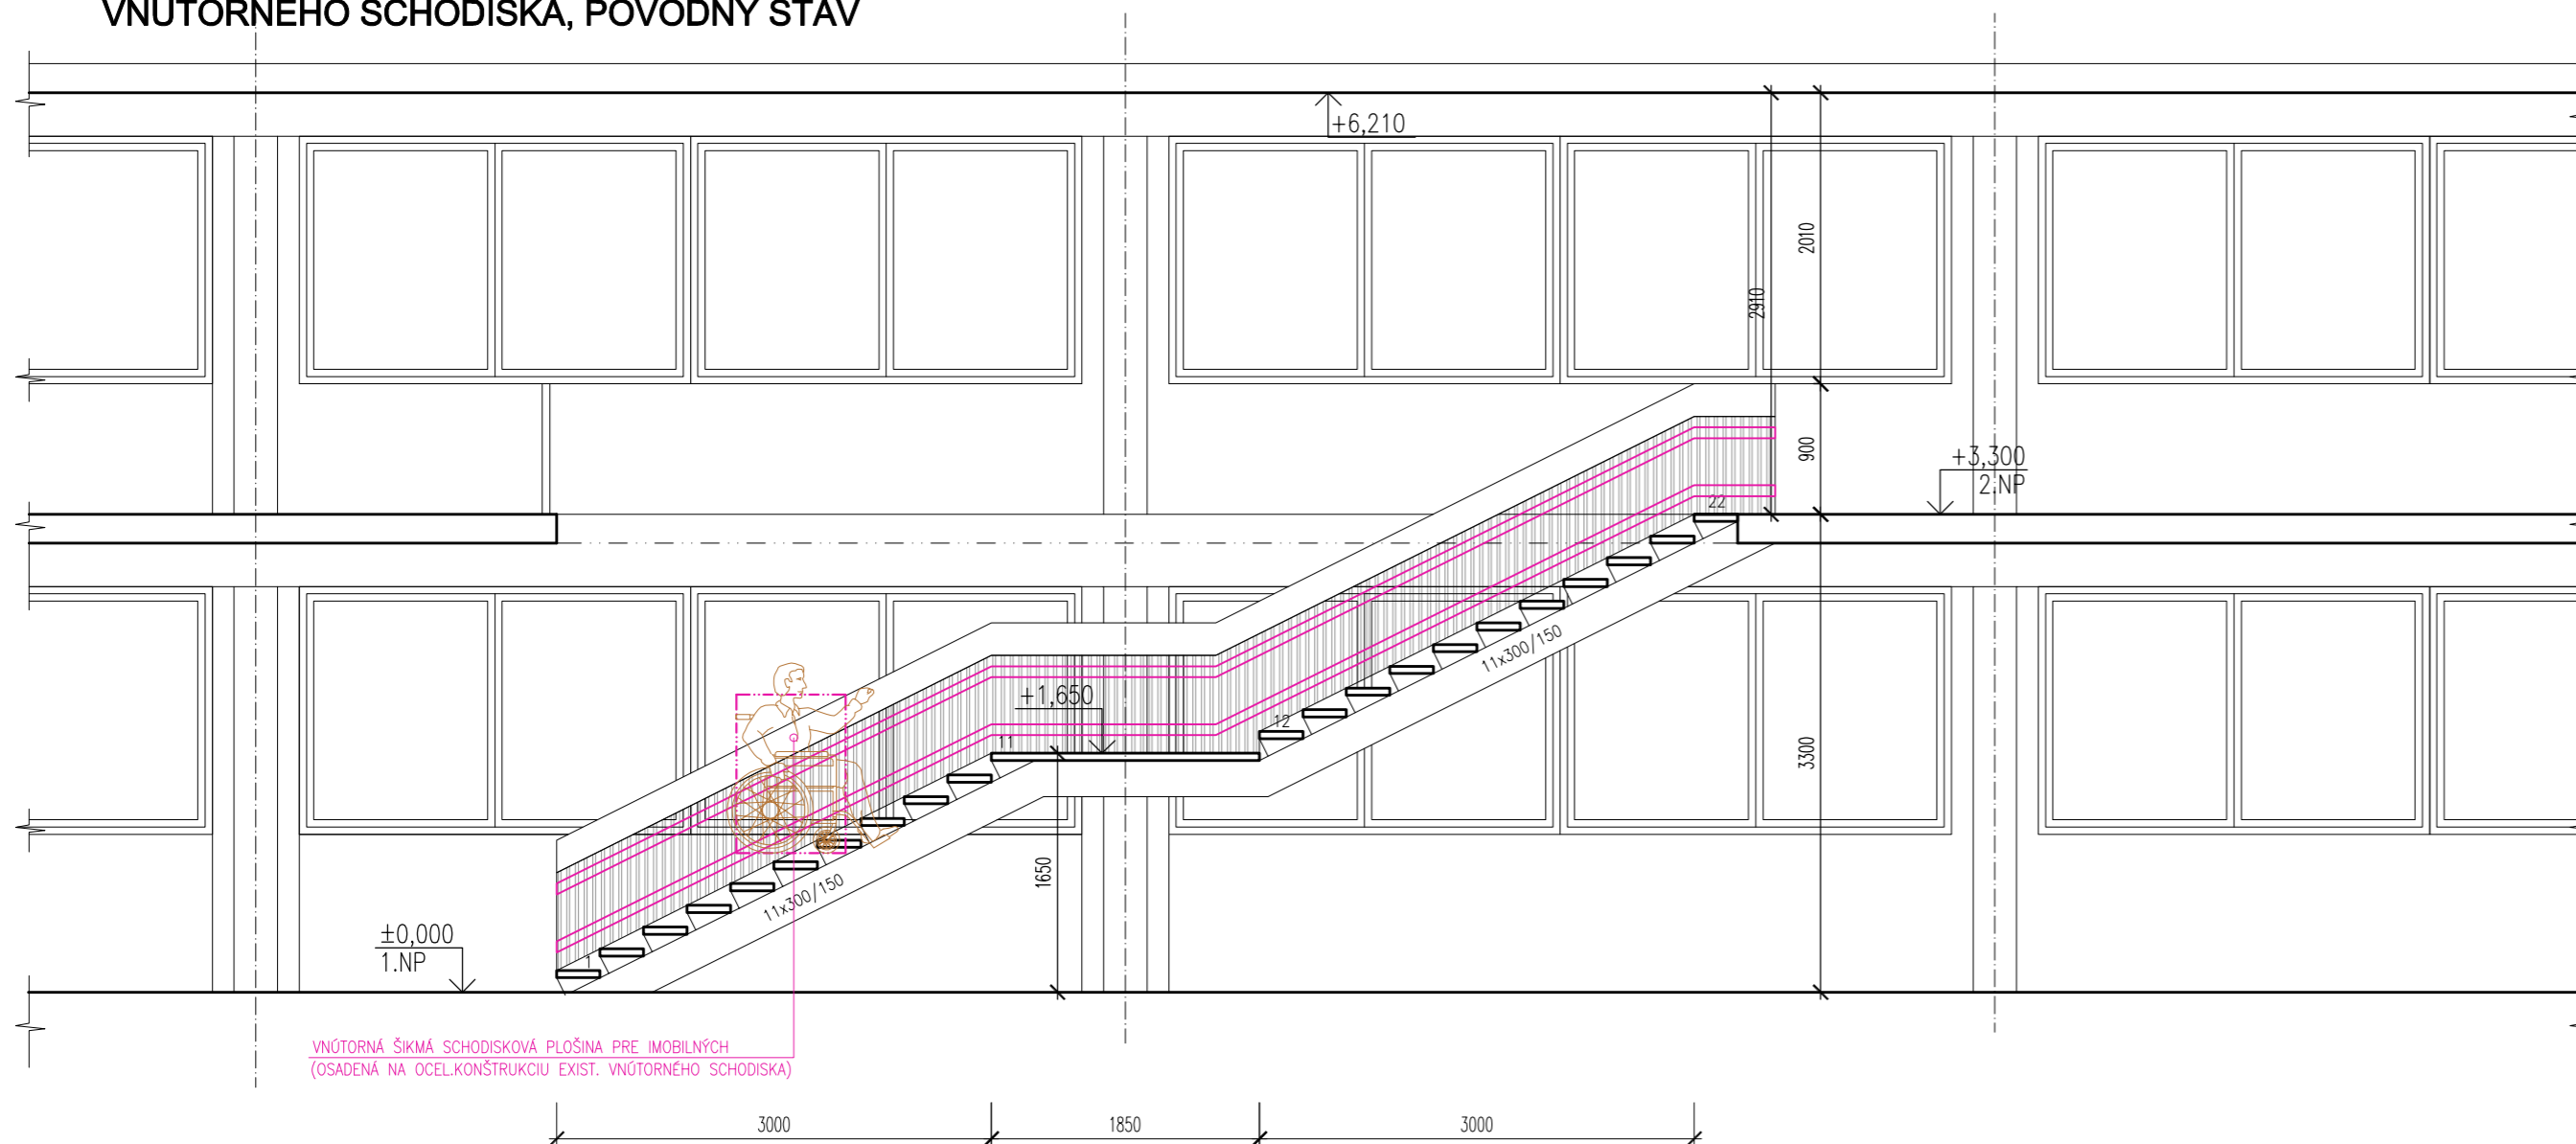 VNÚTORNÉHO SCHODISKA, PÔVODNÝ STAV
+6,210
2010
2910
900
+3,300
2.NP
22
11x300/150
+1,650
12
11
3300
1650
11x300/150
±0,000
1.NP
1
VNÚTORNÁ ŠIKMÁ SCHODISKOVÁ PLOŠINA PRE IMOBILNÝCH
(OSADENÁ NA OCEL.KONŠTRUKCIU EXIST. VNÚTORNÉHO SCHODISKA)
3000
1850
3000